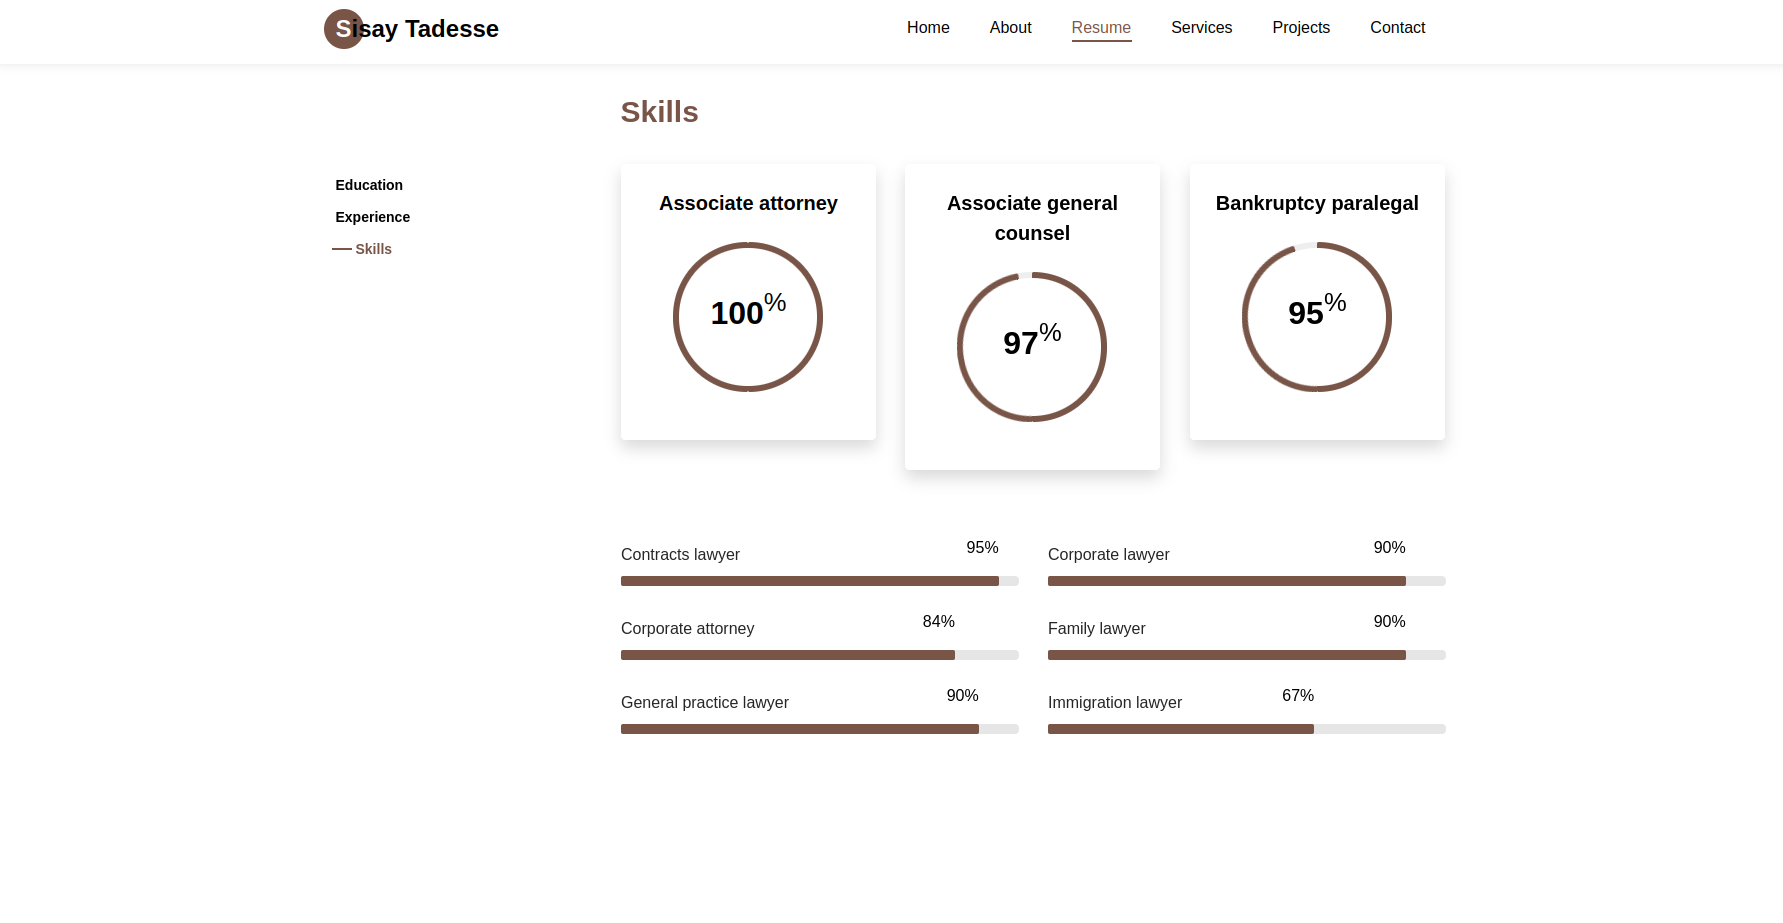 Sisay Tadesse
Home
About
Resume
Services
Projects
Contact
Skills
Education
Experience
Skills
Associate attorney
100%
Associate general
counsel
97%
Bankruptcy paralegal
95%
Contracts lawyer
95%
Corporate lawyer
90%
Corporate attorney
84%
Family lawyer
90%
General practice lawyer
90%
Immigration lawyer
67%